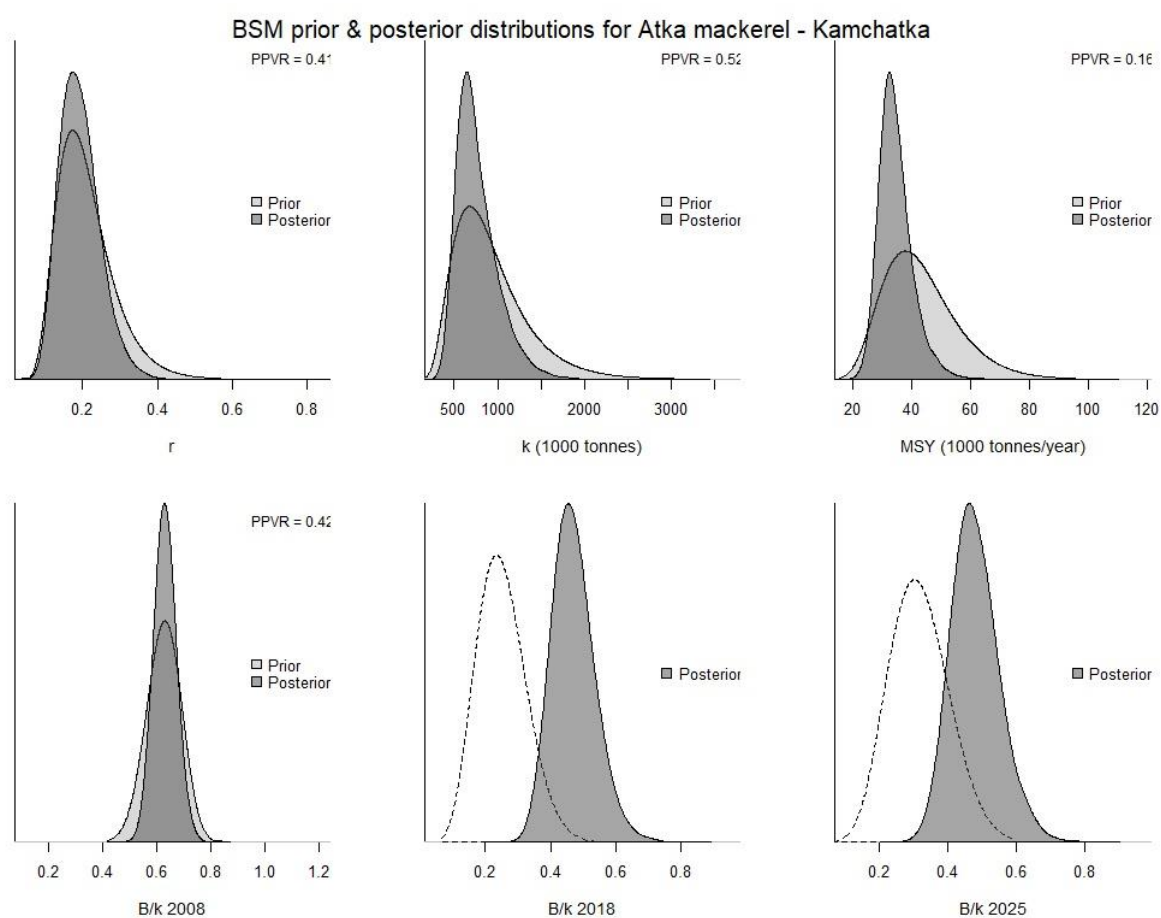 BSM prior & posterior distributions for Atka mackerel - Kamchatka
PPVR = 0.41
Prior
Posterior
0.2 0.4 0.6 0.8
r
PPVR = 0.52
Prior
Posterior
500 1000 2000 3000
k (1000 tonnes)
PPVR = 0.16
Prior
Posterior
20 40 60 80 100 120
MSY (1000 tonnes/year)
PPVR = 0.42
Prior
Posterior
0.2 0.4 0.6 0.8 1.0 1.2
B/k 2008
Posterior
0.2 0.4 0.6 0.8
B/k 2018
Posterior
0.2 0.4 0.6 0.8
B/k 2025